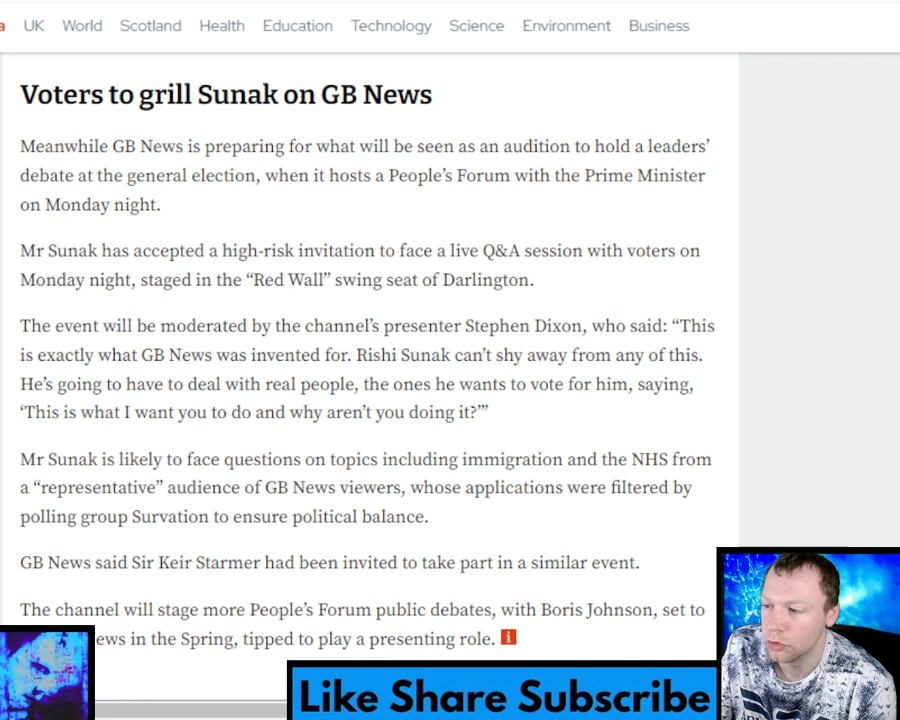 UK World Scotland Health Education Technology Science Environment Business
Voters to grill Sunak on GB News
Meanwhile GB News is preparing for what will be seen as an audition to hold a leaders’
debate at the general election, when it hosts a People’s Forum with the Prime Minister
on Monday night.
Mr Sunak has accepted a high-risk invitation to face a live Q&A session with voters on
Monday night, staged in the “Red Wall” swing seat of Darlington.
The event will be moderated by the channel’s presenter Stephen Dixon, who said: “This
is exactly what GB News was invented for. Rishi Sunak can’t shy away from any of this.
He’s going to have to deal with real people, the ones he wants to vote for him, saying,
‘This is what I want you to do and why aren’t you doing it?’”
Mr Sunak is likely to face questions on topics including immigration and the NHS from
a “representative” audience of GB News viewers, whose applications were filtered by
polling group Survation to ensure political balance.
GB News said Sir Keir Starmer had been invited to take part in a similar event.
The channel will stage more People’s Forum public debates, with Boris Johnson, set to
ews in the Spring, tipped to play a presenting role. i
Like Share Subscribe